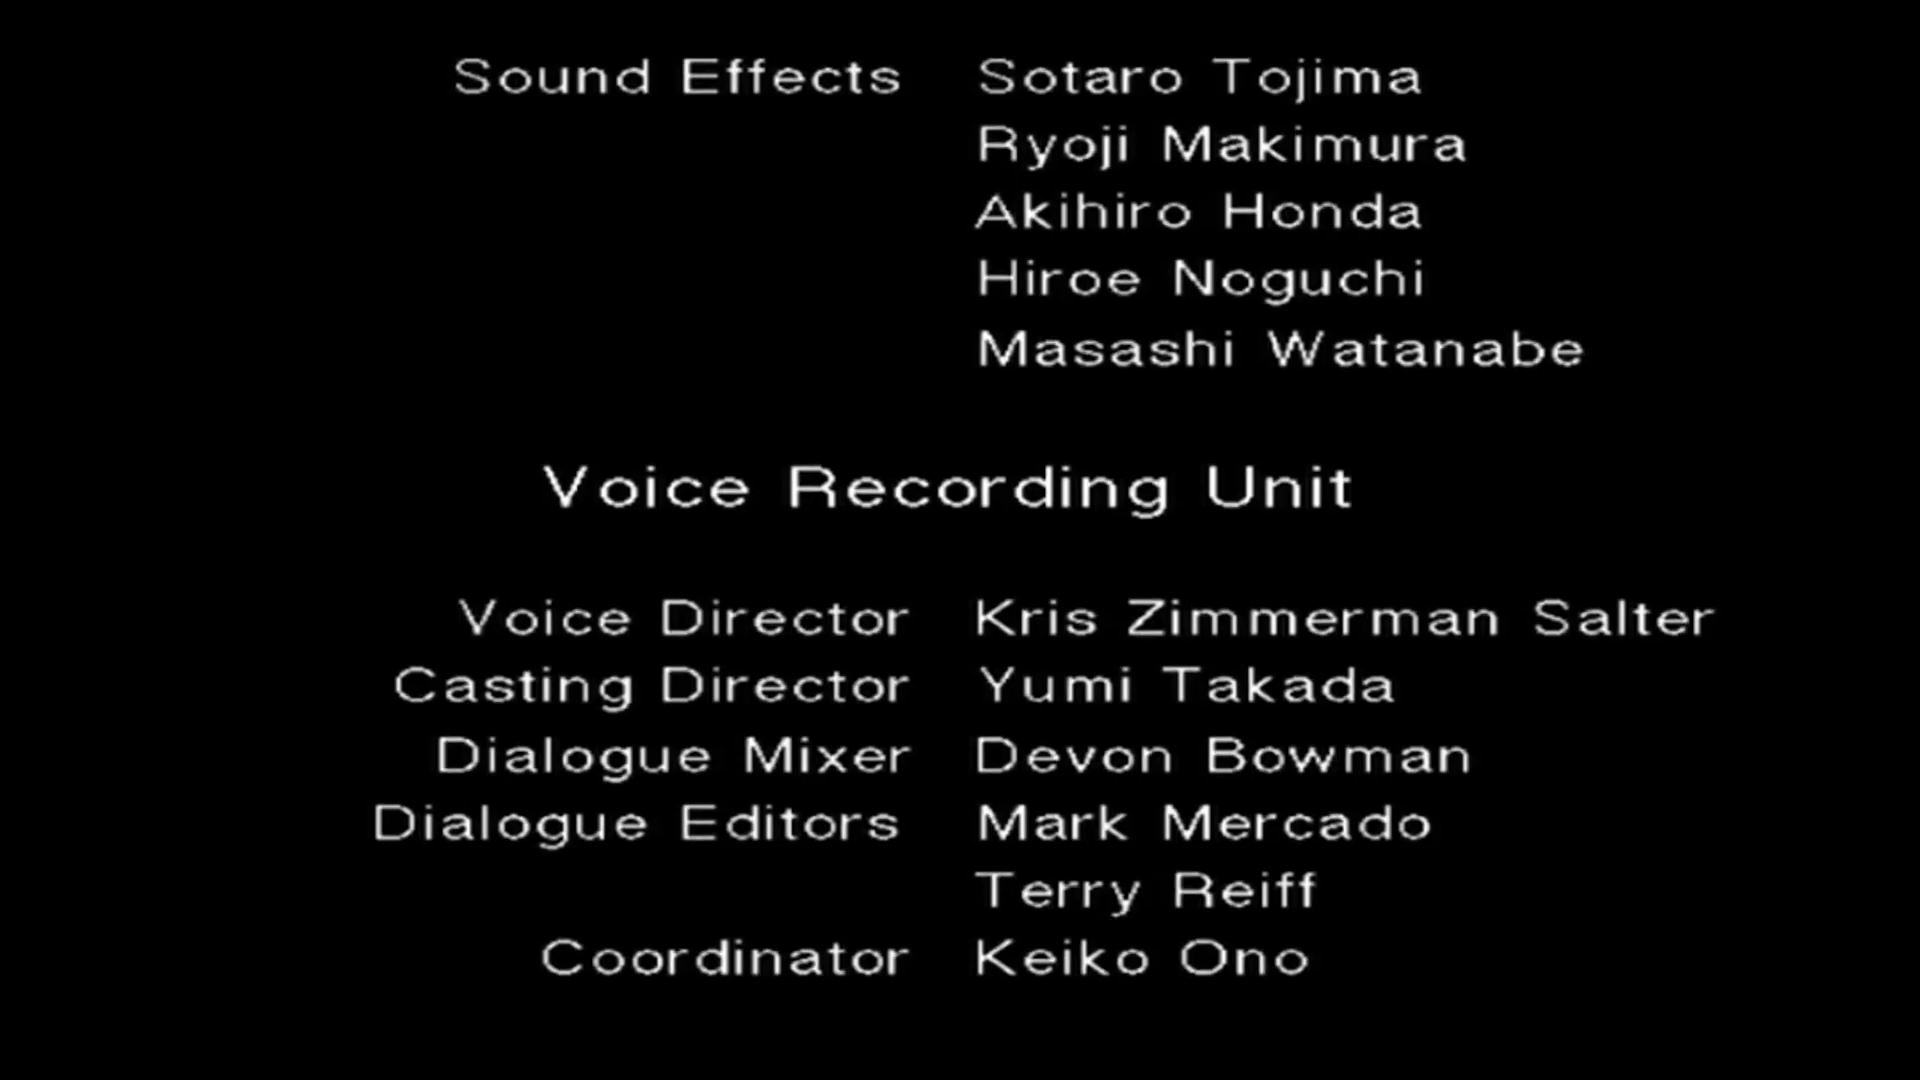 Sound Effects Sotaro Tojima
Ryoji Makimura
Akihiro Honda
Hiroe Noguchi
Masashi Watanabe
Voice Recording Unit
Voice Director Kris Zimmerman Salter
Casting Director Yumi Takada
Dialogue Mixer Devon Bowman
Dialogue Editors Mark Mercado
Terry Reiff
Coordinator Keiko Ono